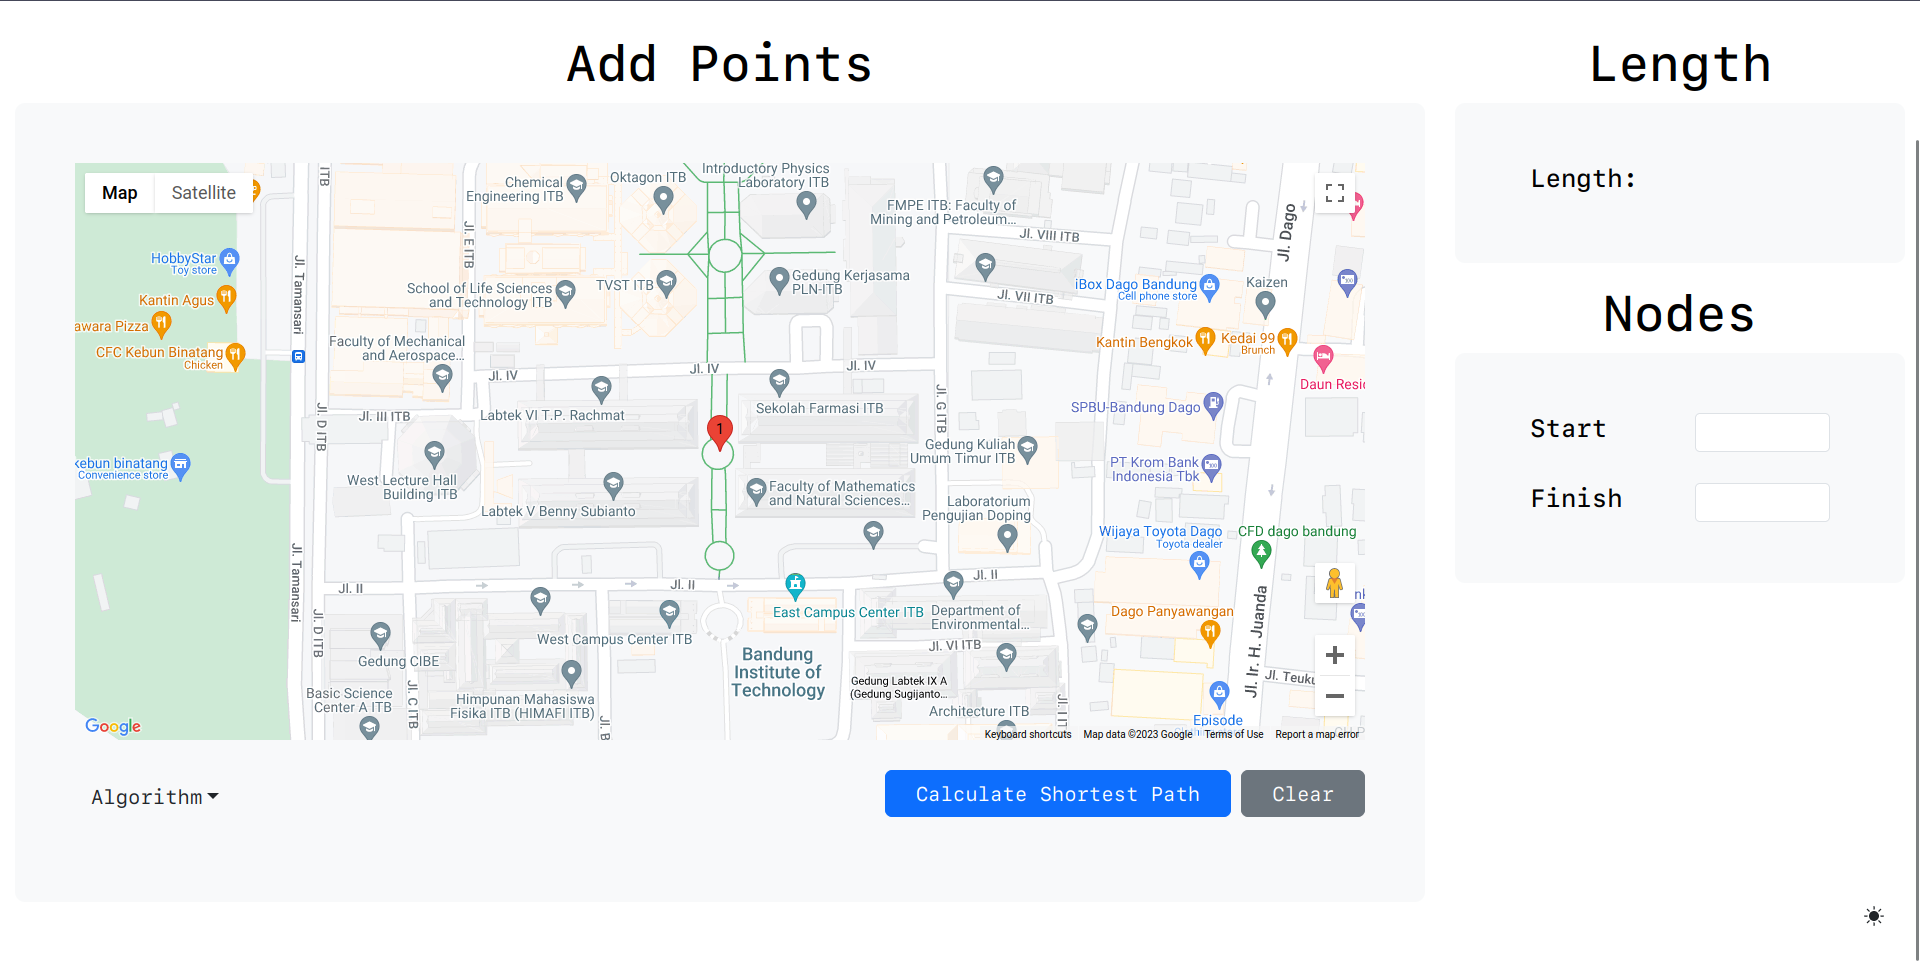 Add Points
Length
Map
Satellite
Introductory Physics
Laboratory ITB
Oktagon ITB
Chemical
Engineering ITB
ITB
FMPE ITB: Faculty of
Mining and Petroleum...
Jl. VIII ITB
Jl. Dago
Length:
Jl. E ITB
HobbyStar
Toy store
Jl. Tamansari
Kantin Agus
awara Pizza
CFC Kebun Binatang
Chicken
School of Life Sciences
and Technology ITB
TVST ITB
Gedung Kerjasama
PLN-ITB
Jl. VII ITB
iBox Dago Bandung
Cell phone store
Kaizen
Nodes
Faculty of Mechanical
and Aerospace...
Kantin Bengkok
Kedai 99
Brunch
Jl. IV
Jl. IV
Jl. IV
Daun Resid
Jl. III ITB
Jl. D ITB
Labtek VI T.P. Rachmat
Sekolah Farmasi ITB
Jl. G ITB
SPBU-Bandung Dago
1
Start
Gedung Kuliah
Umum Timur ITB
kebun binatang
Convenience store
West Lecture Hall
Building ITB
PT Krom Bank
Indonesia Tbk
Labtek V Benny Subianto
Faculty of Mathematics
and Natural Sciences...
Laboratorium
Pengujian Doping
Finish
Wijaya Toyota Dago
Toyota dealer
CFD dago bandung
Jl. Tamansari
Jl. II
Jl. II
Jl. II
East Campus Center ITB
Department of
Environmental...
Dago Panyawangan
Jl. Ir. H. Juanda
Jl. D ITB
West Campus Center ITB
Jl. VI ITB
Gedung CIBE
Bandung
Institute of
Technology
Gedung Labtek IX A
(Gedung Sugijanto...
Jl. Teuku
Basic Science
Center A ITB
Jl. C ITB
Himpunan Mahasiswa
Fisika ITB (HIMAFI ITB)
Jl. B
Architecture ITB
Jl. I IT
Episode
Google
Keyboard shortcuts
Map data ©2023 Google
Terms of Use
Report a map error
Algorithm
Calculate Shortest Path
Clear